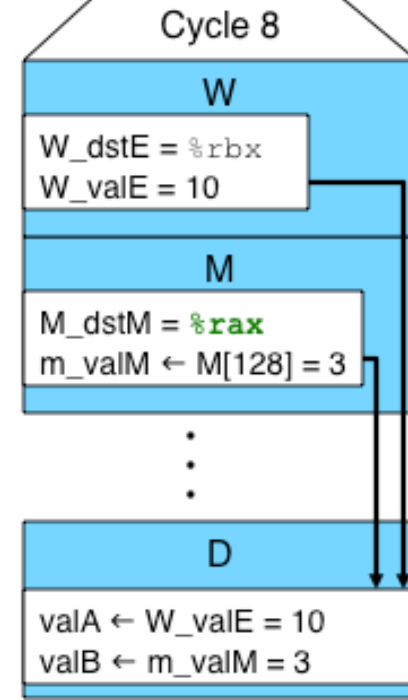 Cycle 8
W
W_dstE = %rbx
W_valE = 10
M
M_dstM = %rax
m_valM ← M[128] = 3
D
valA ← W_valE = 10
valB ← m_valM = 3